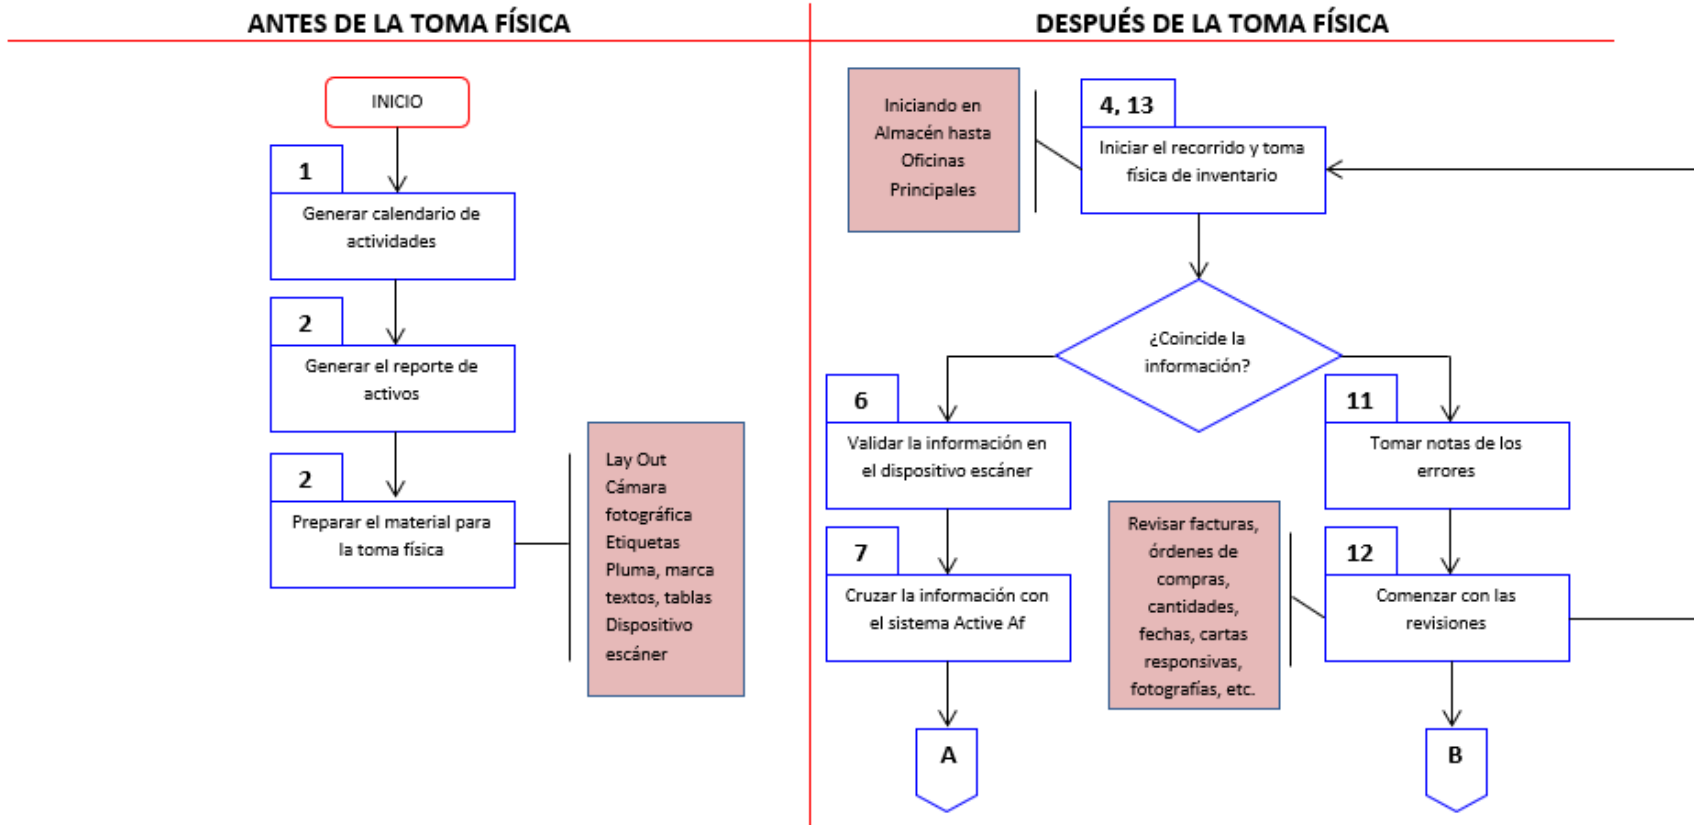 ANTES DE LA TOMA FÍSICA
INICIO
1
Generar calendario de
actividades
2
Generar el reporte de
activos
2
Preparar el material para
la toma física
Lay Out
Cámara
fotográfica
Etiquetas
Pluma, marca
textos, tablas
Dispositivo
escáner
DESPUÉS DE LA TOMA FÍSICA
Iniciando en
Almacén hasta
Oficinas
Principales
4, 13
Iniciar el recorrido y toma
física de inventario
¿Coincide la
información?
6
Validar la información en
el dispositivo escáner
7
Cruzar la información con
el sistema Active Af
A
11
Tomar notas de los
errores
Revisar facturas,
órdenes de
compras,
cantidades,
fechas, cartas
responsivas,
fotografías, etc.
12
Comenzar con las
revisiones
B